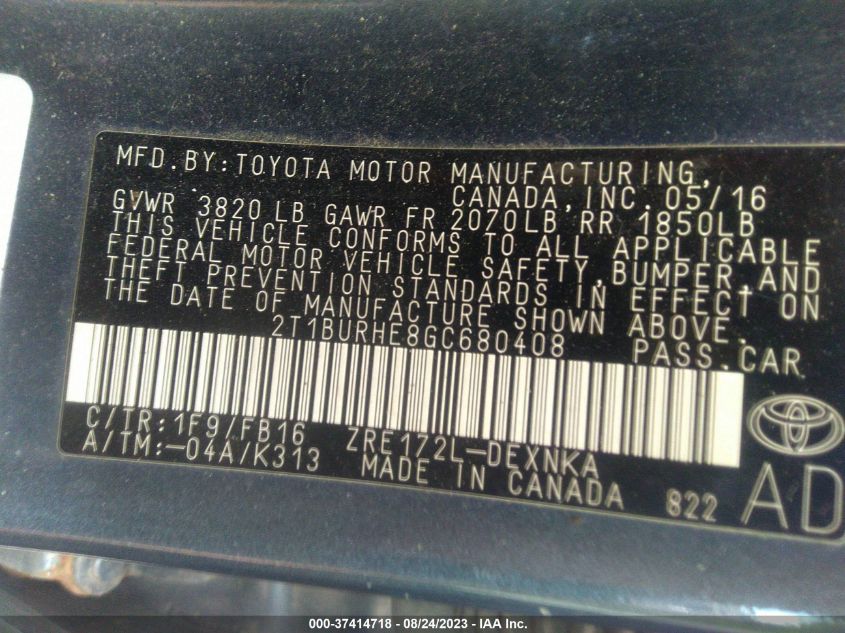 MFD.BY:TOYOTA MOTOR MANUFACTURING,
CANADA,INC. 05/16
GVWR 3820 LB GAWR FR 2070LB RR 1850LB
THIS VEHICLE CONFORMS TO ALL APPLICABLE
FEDERAL MOTOR VEHICLE SAFETY,BUMPER,AND
THEFT PREVENTION STANDARDS IN EFFECT ON
THE DATE OF MANUFACTURE SHOWN ABOVE.
2T1BURHE8GC680408 PASS.CAR
C/TR:1F9/FB16 ZRE172L-DEXNKA
A/TM:-04A/K313 MADE IN CANADA 822 AD
000-37414718 - 08/24/2023 - IAA Inc.